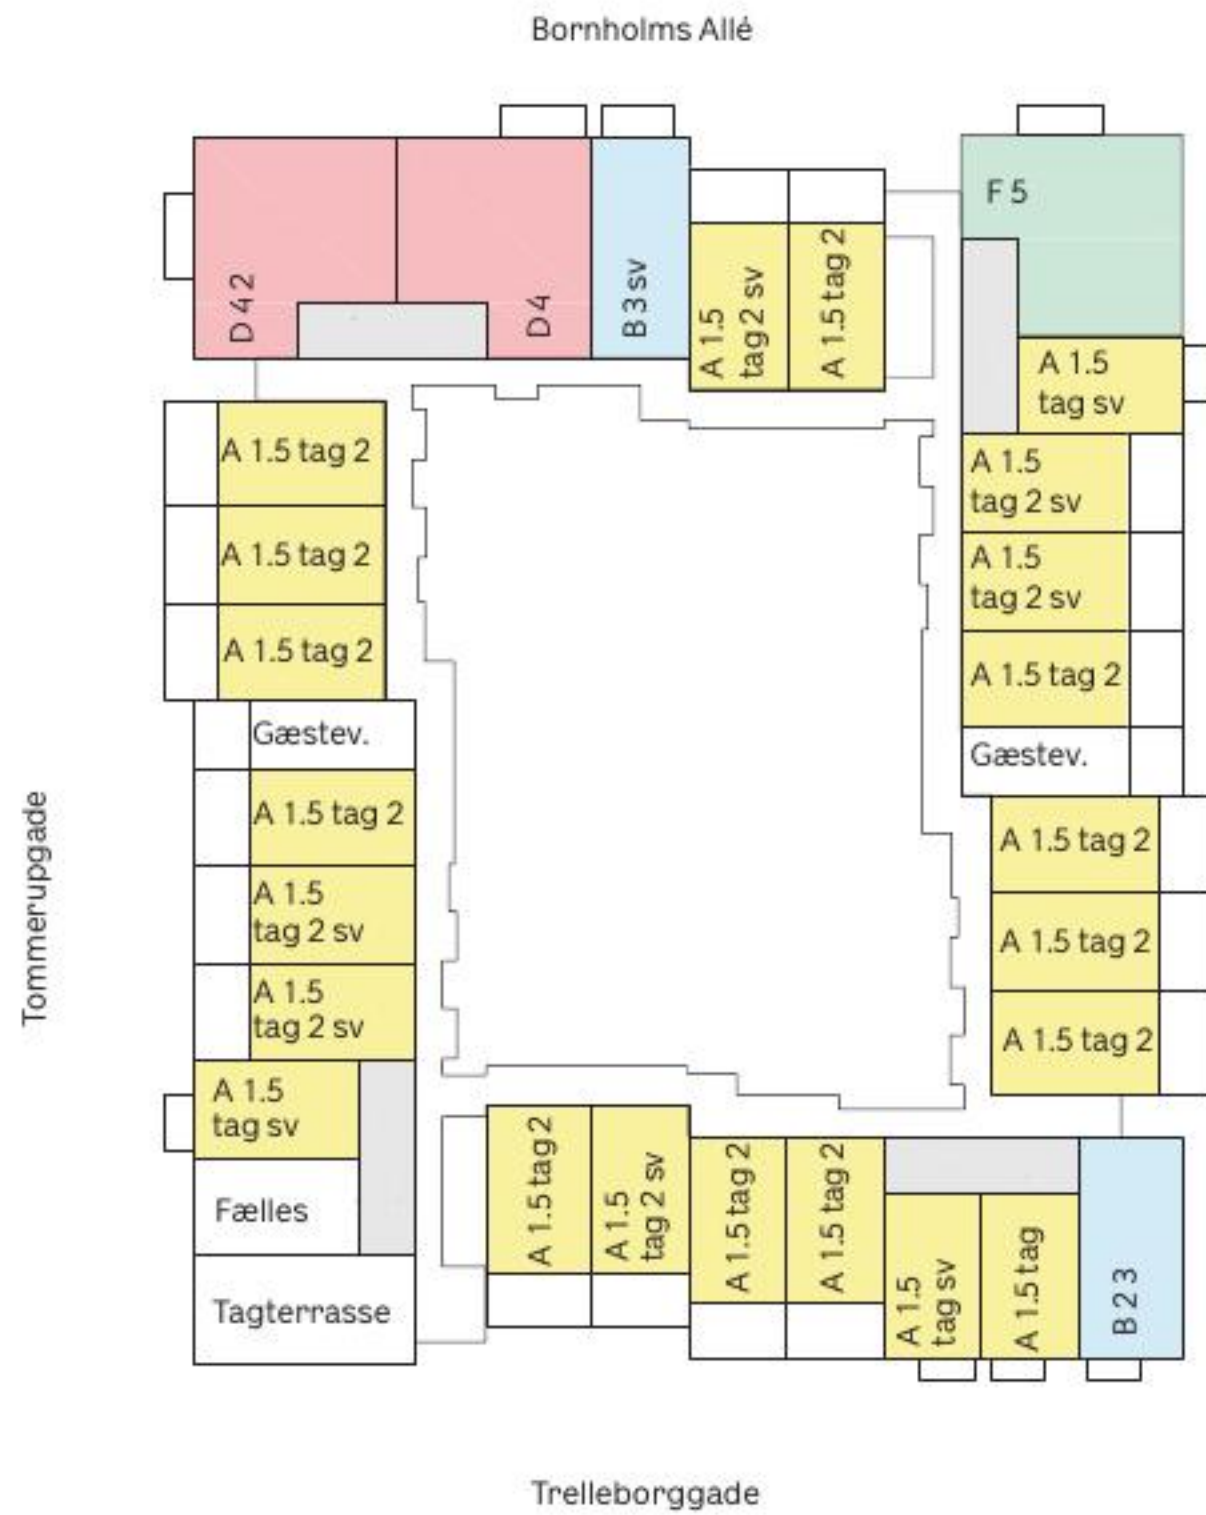 Bornholms Allé
D 4 2
D 4
B 3 sv
A 1.5
tag 2 sv
A 1.5 tag 2
F 5
A 1.5
tag sv
A 1.5
tag 2 sv
A 1.5
tag 2 sv
A 1.5 tag 2
Gæstev.
A 1.5 tag 2
A 1.5 tag 2
A 1.5 tag 2
A 1.5 tag 2
A 1.5 tag 2
A 1.5 tag 2
Gæstev.
A 1.5 tag 2
A 1.5
tag 2 sv
A 1.5
tag 2 sv
A 1.5
tag sv
Fælles
Tagterrasse
Tommerupgade
A 1.5 tag 2
A 1.5
tag 2 sv
A 1.5 tag 2
A 1.5 tag 2
A 1.5
tag sv
A 1.5 tag
B 2 3
Trelleborggade